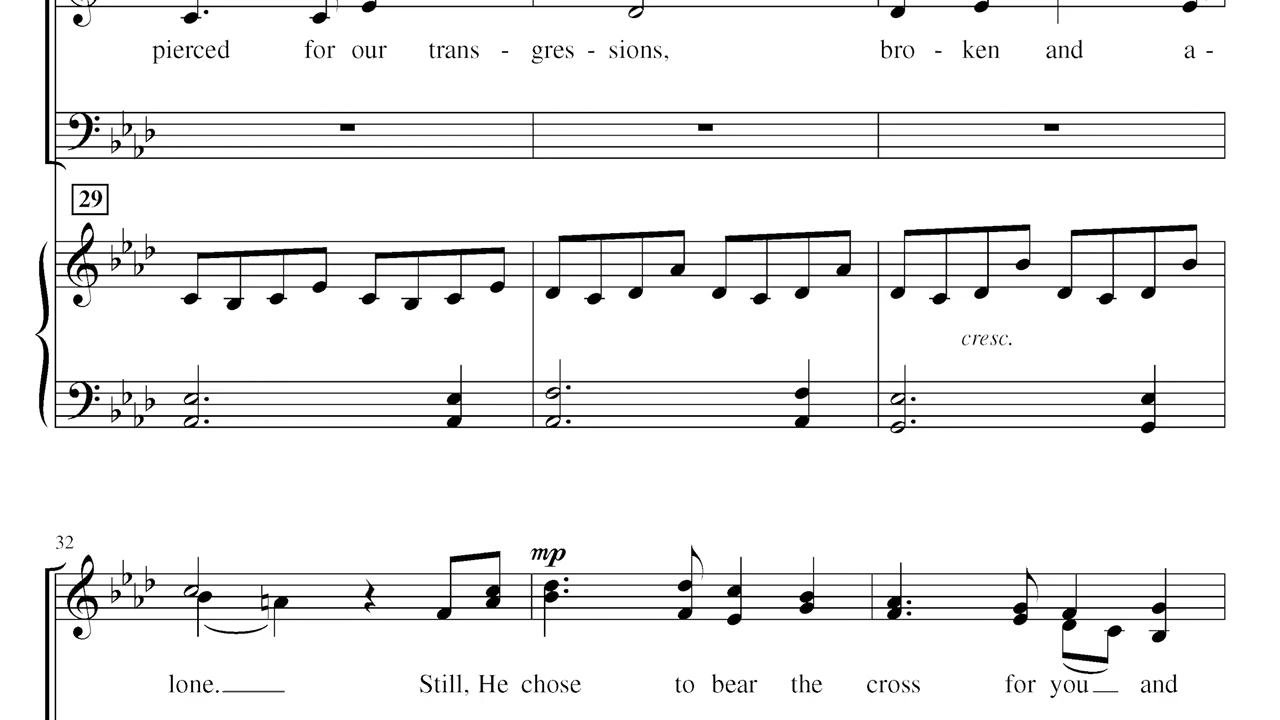 pierced for our trans - gres - sions, bro - ken and a -
29
cresc.
32
mp
lone. Still, He chose to bear the cross for you and